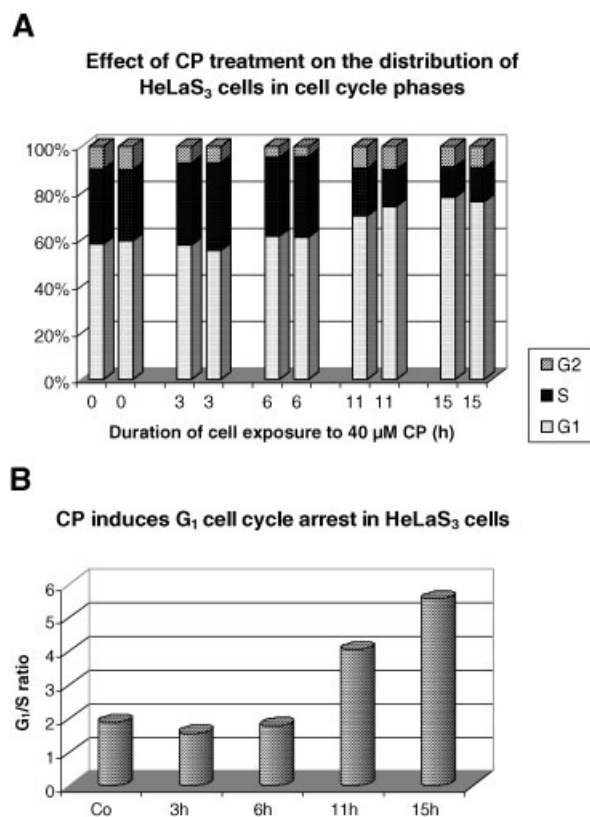 A
Effect of CP treatment on the distribution of
HeLaS₃ cells in cell cycle phases
100%
80%
60%
40%
20%
0%
0 0 3 3 6 6 11 11 15 15
Duration of cell exposure to 40 µM CP (h)
G2
S
G1
B
CP induces G₁ cell cycle arrest in HeLaS₃ cells
G₁/S ratio
6
5
4
3
2
1
0
Co 3h 6h 11h 15h